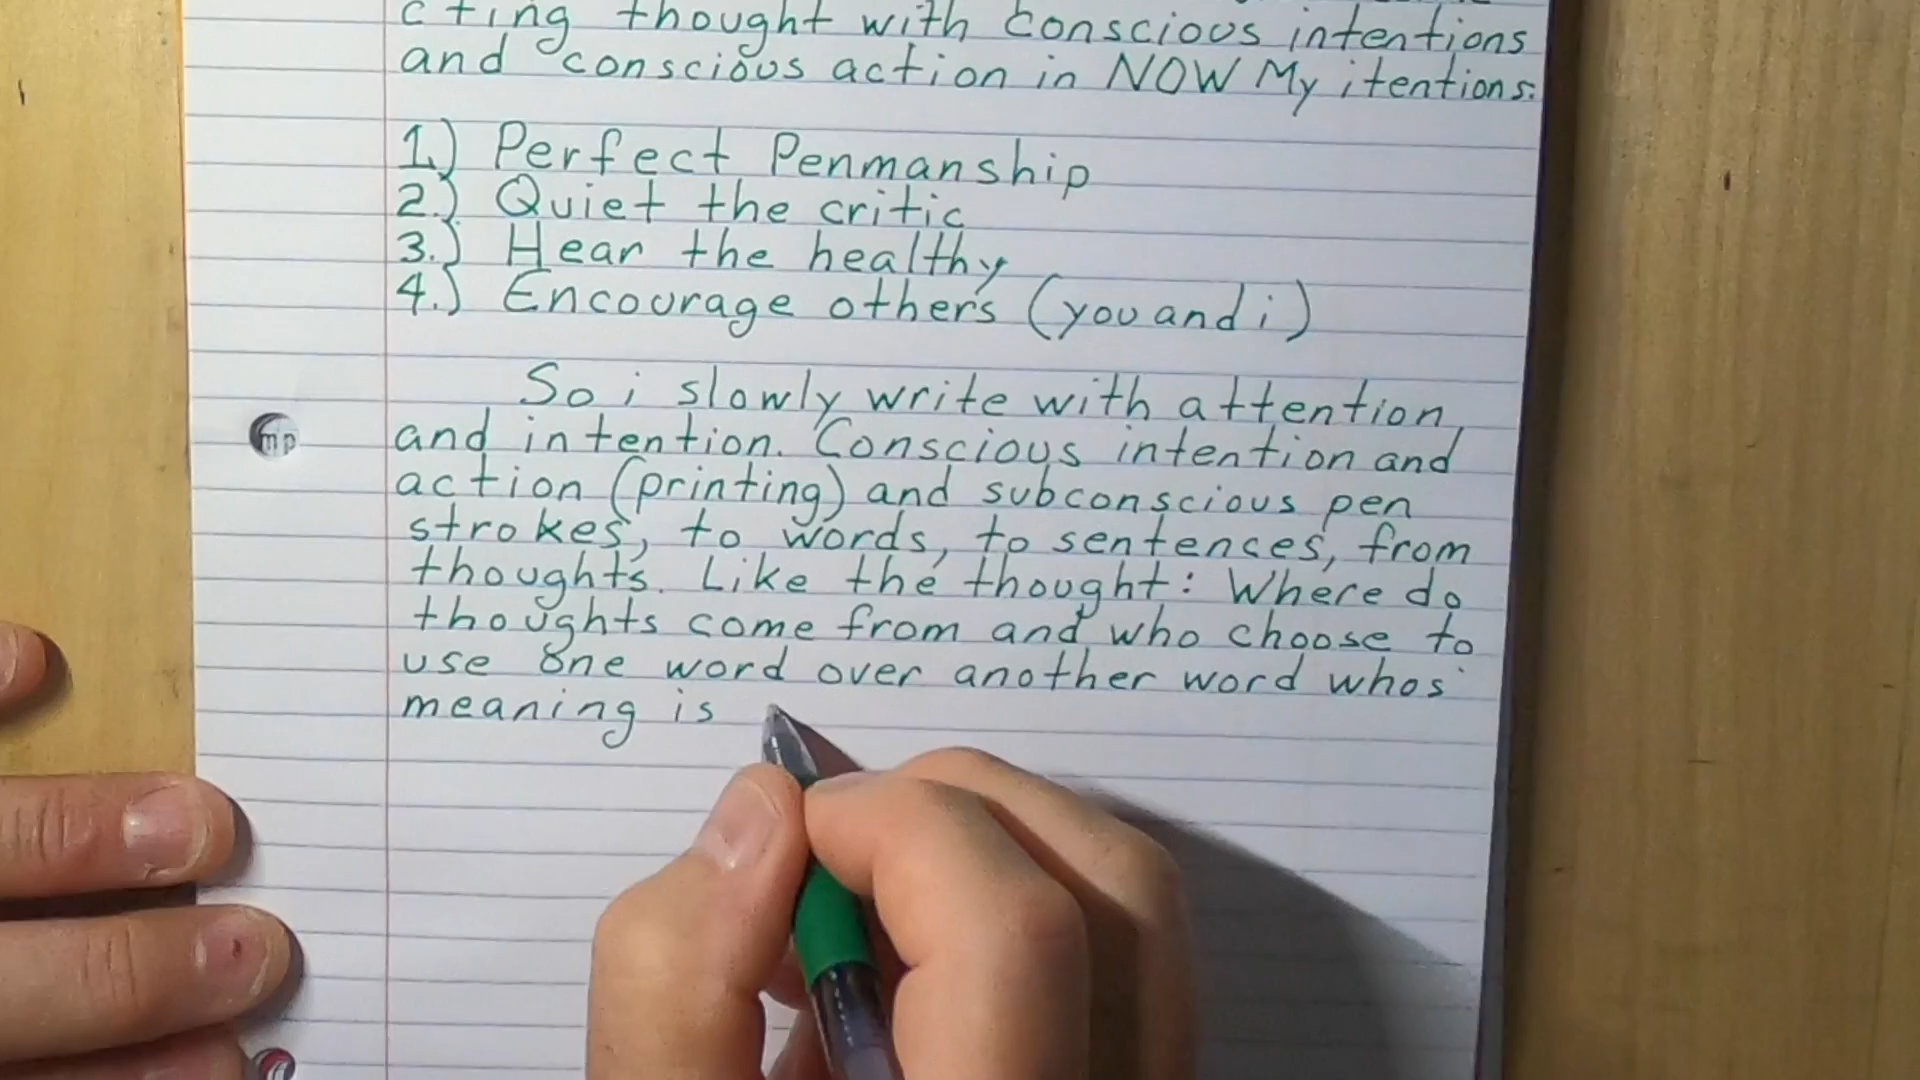 cting thought with conscious intentions
and conscious action in NOW My itentions:
1.) Perfect Penmanship
2.) Quiet the critic
3.) Hear the healthy
4.) Encourage others (you and i)
So i slowly write with attention
and intention. Conscious intention and
action (printing) and subconscious pen
strokes, to words, to sentences, from
thoughts. Like the thought: Where do
thoughts come from and who choose to
use one word over another word whos
meaning is
mp